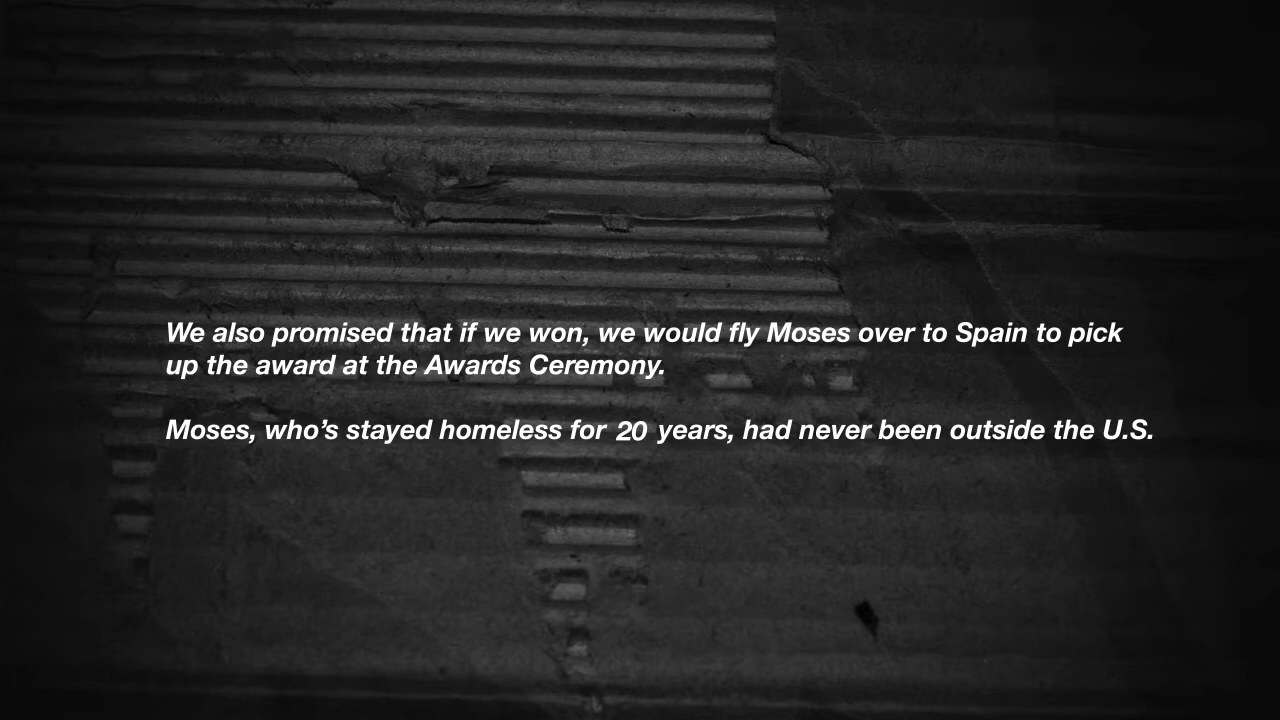 We also promised that if we won, we would fly Moses over to Spain to pick
up the award at the Awards Ceremony.
Moses, who’s stayed homeless for 20 years, had never been outside the U.S.